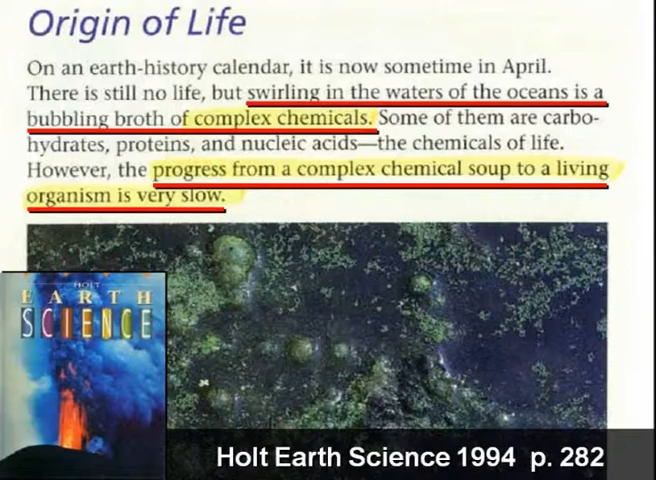 Origin of Life
On an earth-history calendar, it is now sometime in April.
There is still no life, but swirling in the waters of the oceans is a
bubbling broth of complex chemicals. Some of them are carbo-
hydrates, proteins, and nucleic acids—the chemicals of life.
However, the progress from a complex chemical soup to a living
organism is very slow.
HOLT
EARTH
SCIENCE
Holt Earth Science 1994 p. 282